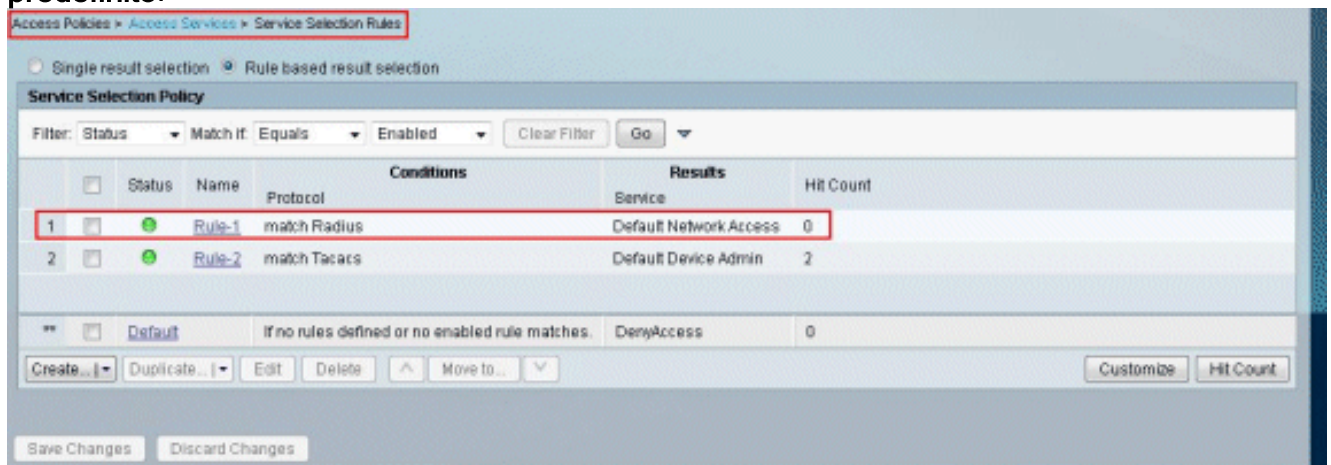 predefinito.
Access Policies > Access Services > Service Selection Rules
Single result selection Rule based result selection
Service Selection Policy
Filter: Status Match if: Equals Enabled Clear Filter Go
Status Name Conditions Protocol Results Service Hit Count
1 Rule-1 match Radius Default Network Access 0
2 Rule-2 match Tacacs Default Device Admin 2
** Default If no rules defined or no enabled rule matches. DenyAccess 0
Create... Duplicate... Edit Delete ^ Move to... Customize Hit Count
Save Changes Discard Changes